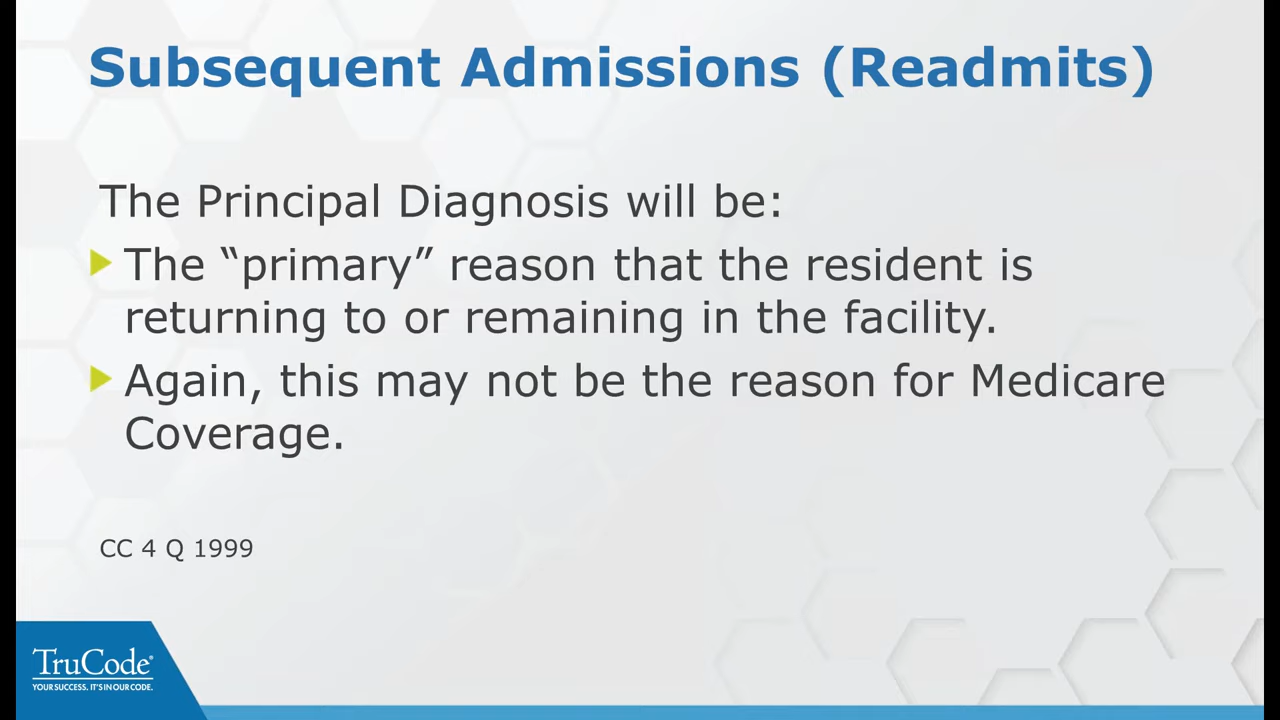 Subsequent Admissions (Readmits)
The Principal Diagnosis will be:
The “primary” reason that the resident is
returning to or remaining in the facility.
Again, this may not be the reason for Medicare
Coverage.
CC 4 Q 1999
TruCode®
YOUR SUCCESS. IT'S IN OUR CODE.